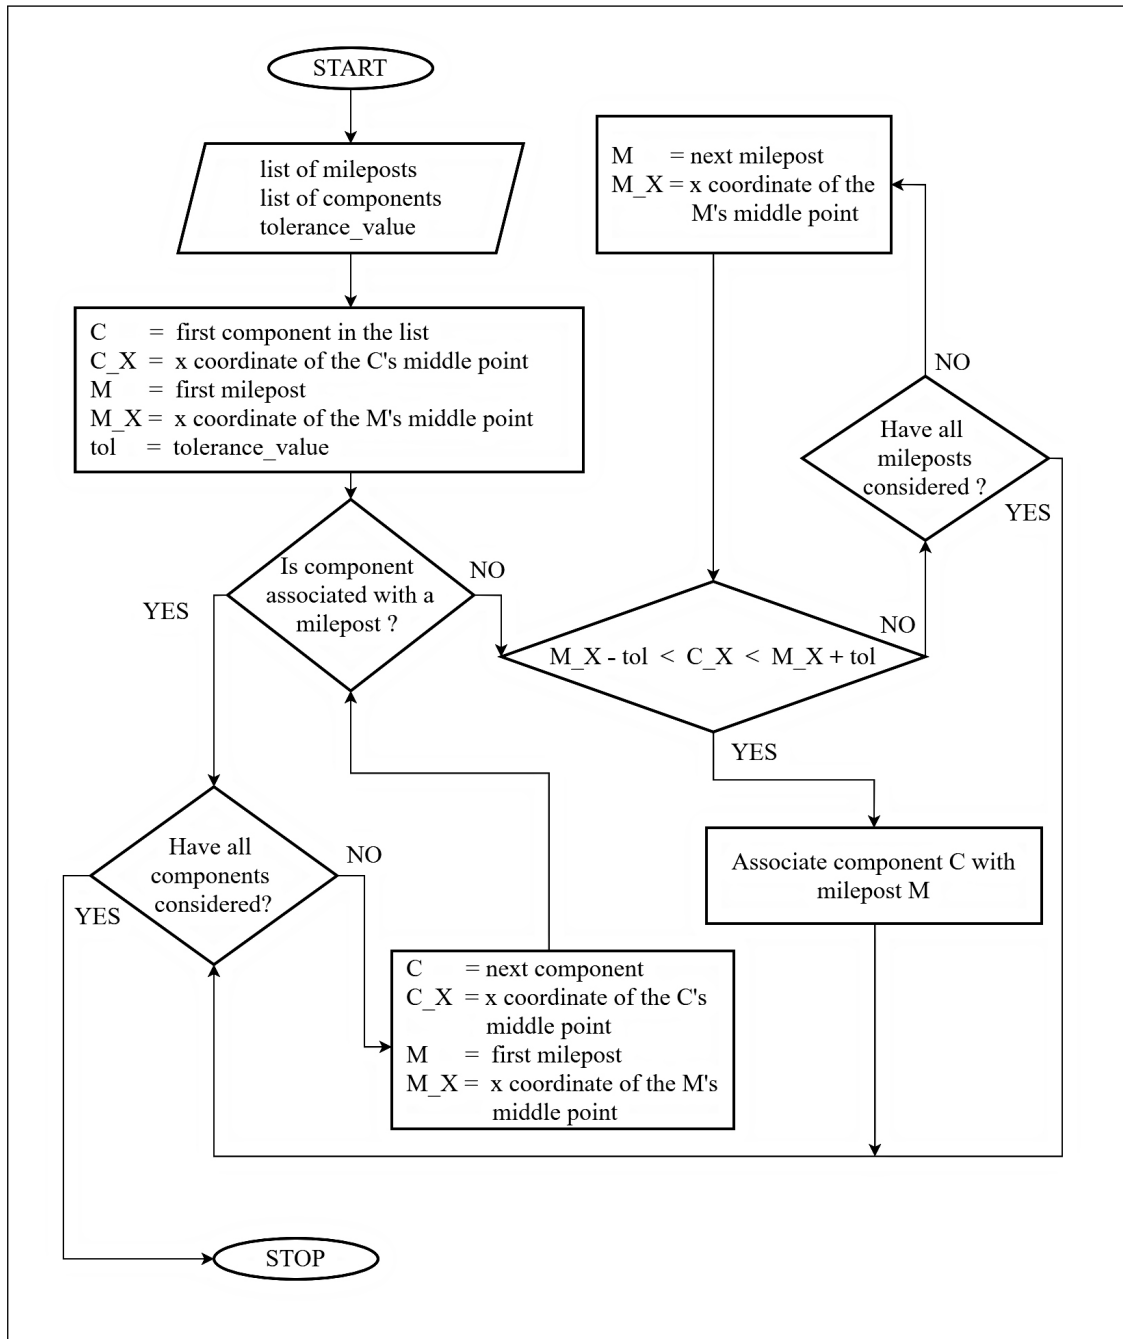 START
list of mileposts
list of components
tolerance_value
C = first component in the list
C_X = x coordinate of the C's middle point
M = first milepost
M_X = x coordinate of the M's middle point
tol = tolerance_value
Is component
associated with a
milepost ?
YES
NO
M_X - tol < C_X < M_X + tol
NO
YES
Have all
mileposts
considered ?
NO
YES
M = next milepost
M_X = x coordinate of the
M's middle point
Associate component C with
milepost M
Have all
components
considered?
NO
YES
C = next component
C_X = x coordinate of the C's
middle point
M = first milepost
M_X = x coordinate of the M's
middle point
STOP